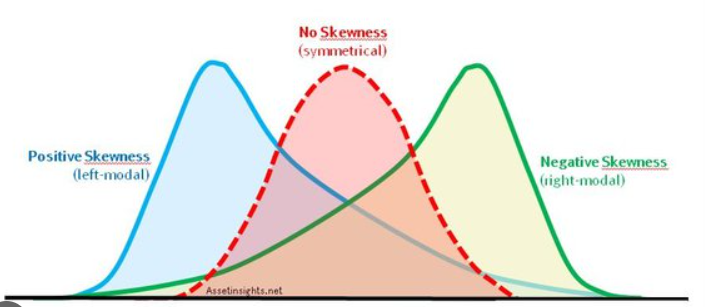 No Skewness
(symmetrical)
Positive Skewness
(left-modal)
Negative Skewness
(right-modal)
Assetinsights.net